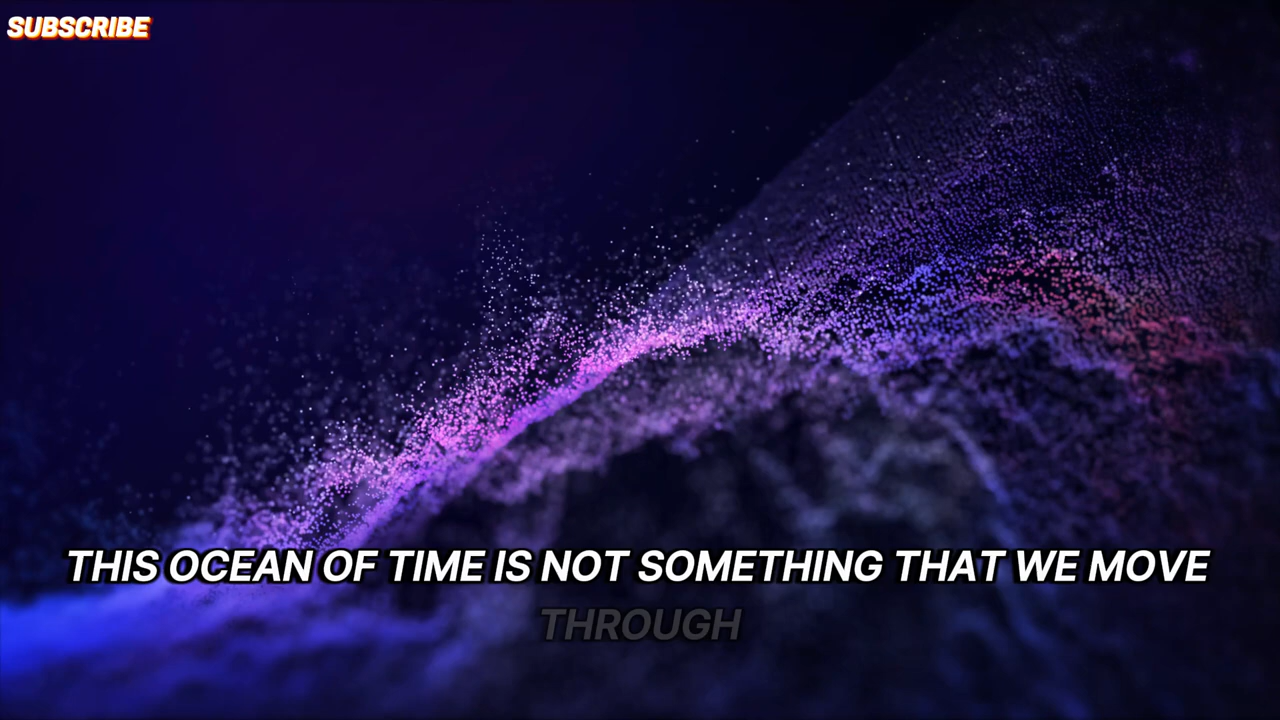 SUBSCRIBE
THIS OCEAN OF TIME IS NOT SOMETHING THAT WE MOVE
THROUGH